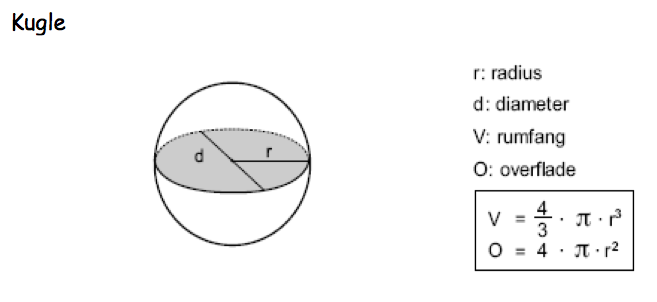 Kugle
d
r
r: radius
d: diameter
V: rumfang
O: overflade
V = 4/3 · π · r³
O = 4 · π · r²